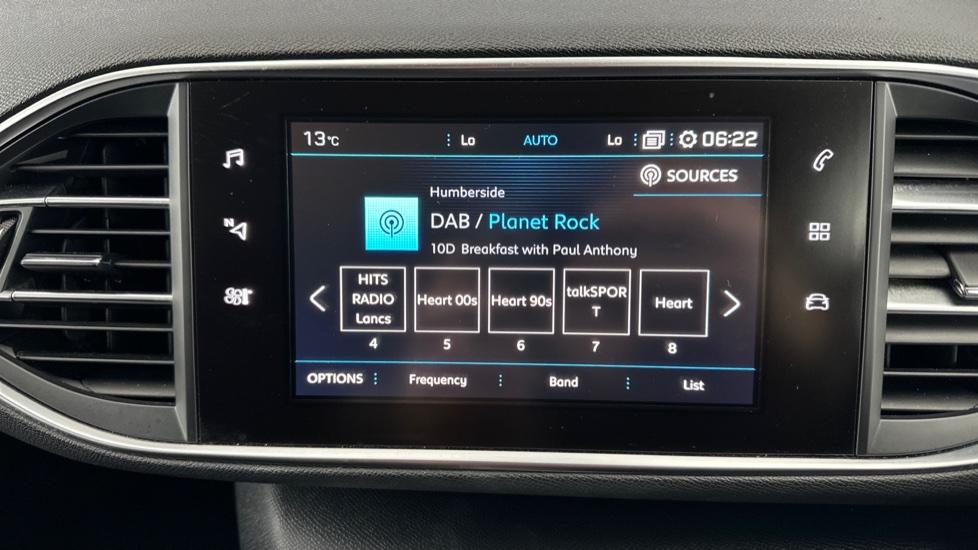 13°C Lo AUTO Lo 06:22
SOURCES
Humberside
DAB / Planet Rock
10D Breakfast with Paul Anthony
HITS
RADIO
Lancs
Heart 00s
Heart 90s
talkSPOR
T
Heart
4 5 6 7 8
OPTIONS Frequency Band List
N